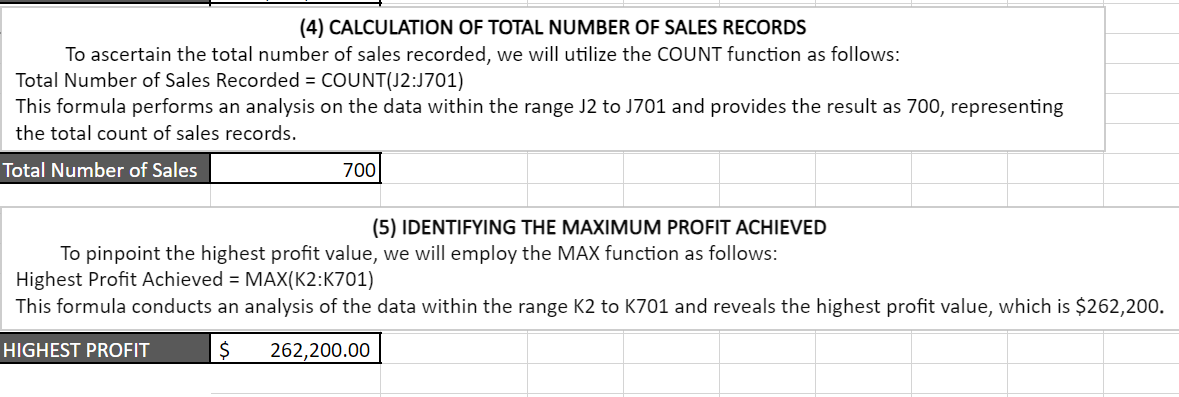 (4) CALCULATION OF TOTAL NUMBER OF SALES RECORDS
To ascertain the total number of sales recorded, we will utilize the COUNT function as follows:
Total Number of Sales Recorded = COUNT(J2:J701)
This formula performs an analysis on the data within the range J2 to J701 and provides the result as 700, representing
the total count of sales records.
Total Number of Sales 700
(5) IDENTIFYING THE MAXIMUM PROFIT ACHIEVED
To pinpoint the highest profit value, we will employ the MAX function as follows:
Highest Profit Achieved = MAX(K2:K701)
This formula conducts an analysis of the data within the range K2 to K701 and reveals the highest profit value, which is $262,200.
HIGHEST PROFIT $ 262,200.00